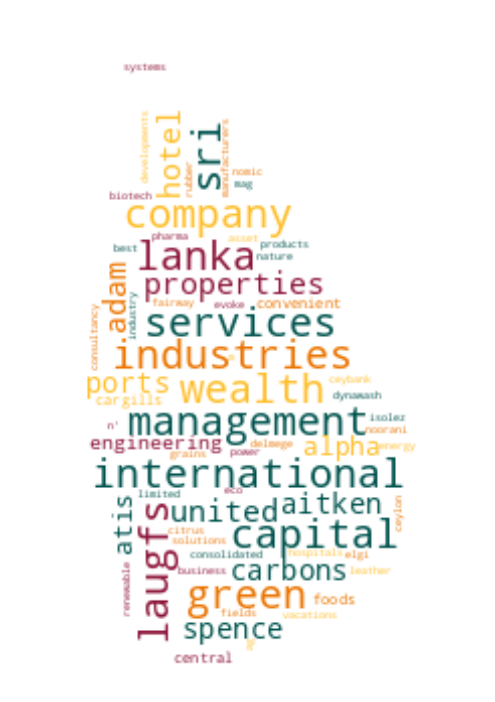 systems
developments
hotel
sri
manufacturers
rubber
nomic
mag
biotech
company
pharma
asset
best
products
lanka
nature
adam
properties
industry
fairway
evoke
convenient
consultancy
services
industries
ports
wealth
ceybank
cargills
dynawash
management
isolez
n'
noorani
engineering
delmege
alpha
energy
grains
power
international
eco
limited
atis
laugfs
united
aitken
ceylon
citrus
capital
solutions
consolidated
hospitals
elgi
renewable
business
carbons
leather
green
foods
fields
vacations
spence
ag
central